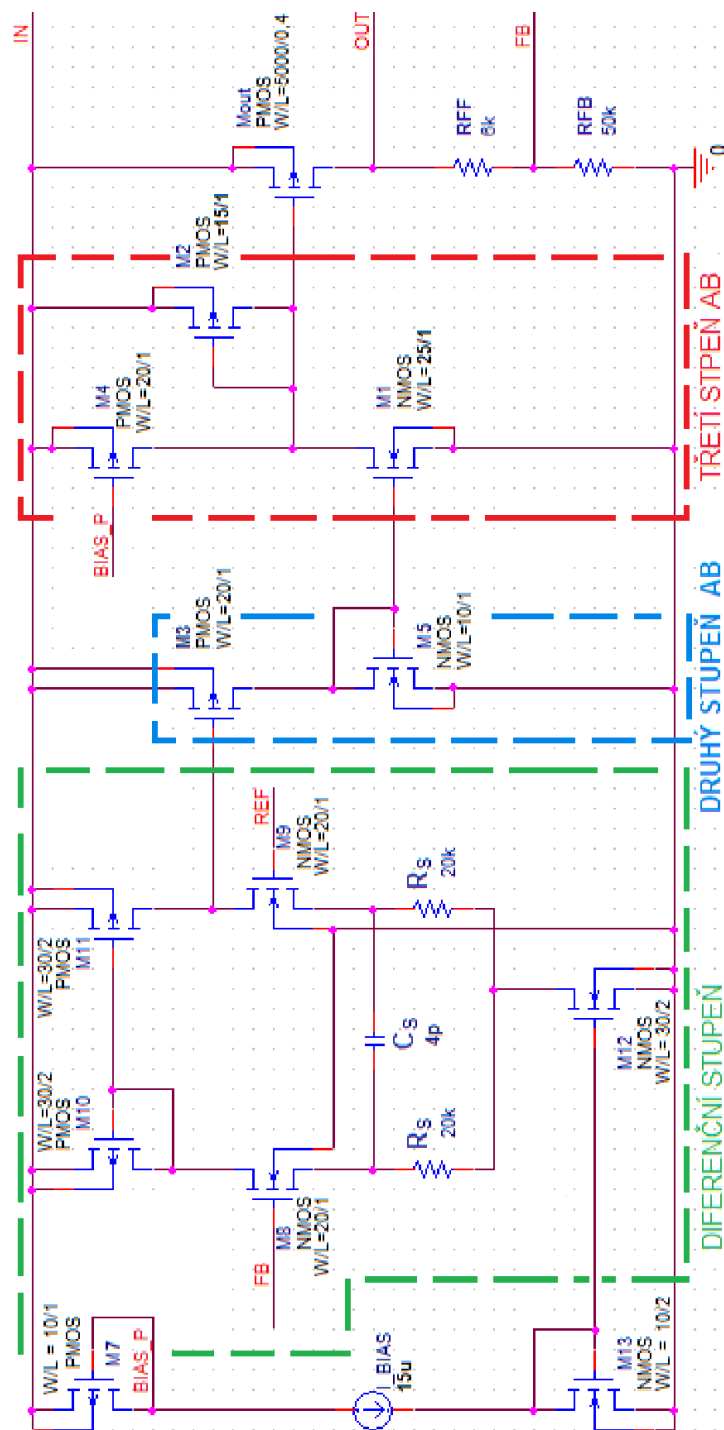 W/L = 10/1
PMOS
M7
BIAS_P
I_BIAS
15u
M13
NMOS
W/L = 10/2
W/L=30/2
PMOS
M10
W/L=30/2
PMOS
M11
FB
M8
NMOS
W/L=20/1
REF
M9
NMOS
W/L=20/1
RS
20k
CS
4p
RS
20k
M12
NMOS
W/L= 30/2
DIFERENČNÍ STUPEŇ
M3
PMOS
W/L=20/1
M5
NMOS
W/L=10/1
DRUHÝ STUPEŇ AB
BIAS_P
M4
PMOS
W/L=20/1
M2
PMOS
W/L=15/1
M1
NMOS
W/L=25/1
TŘETÍ STPEŇ AB
IN
Mout
PMOS
W/L=5000/0.4
OUT
RFF
6k
FB
RFB
50k
0